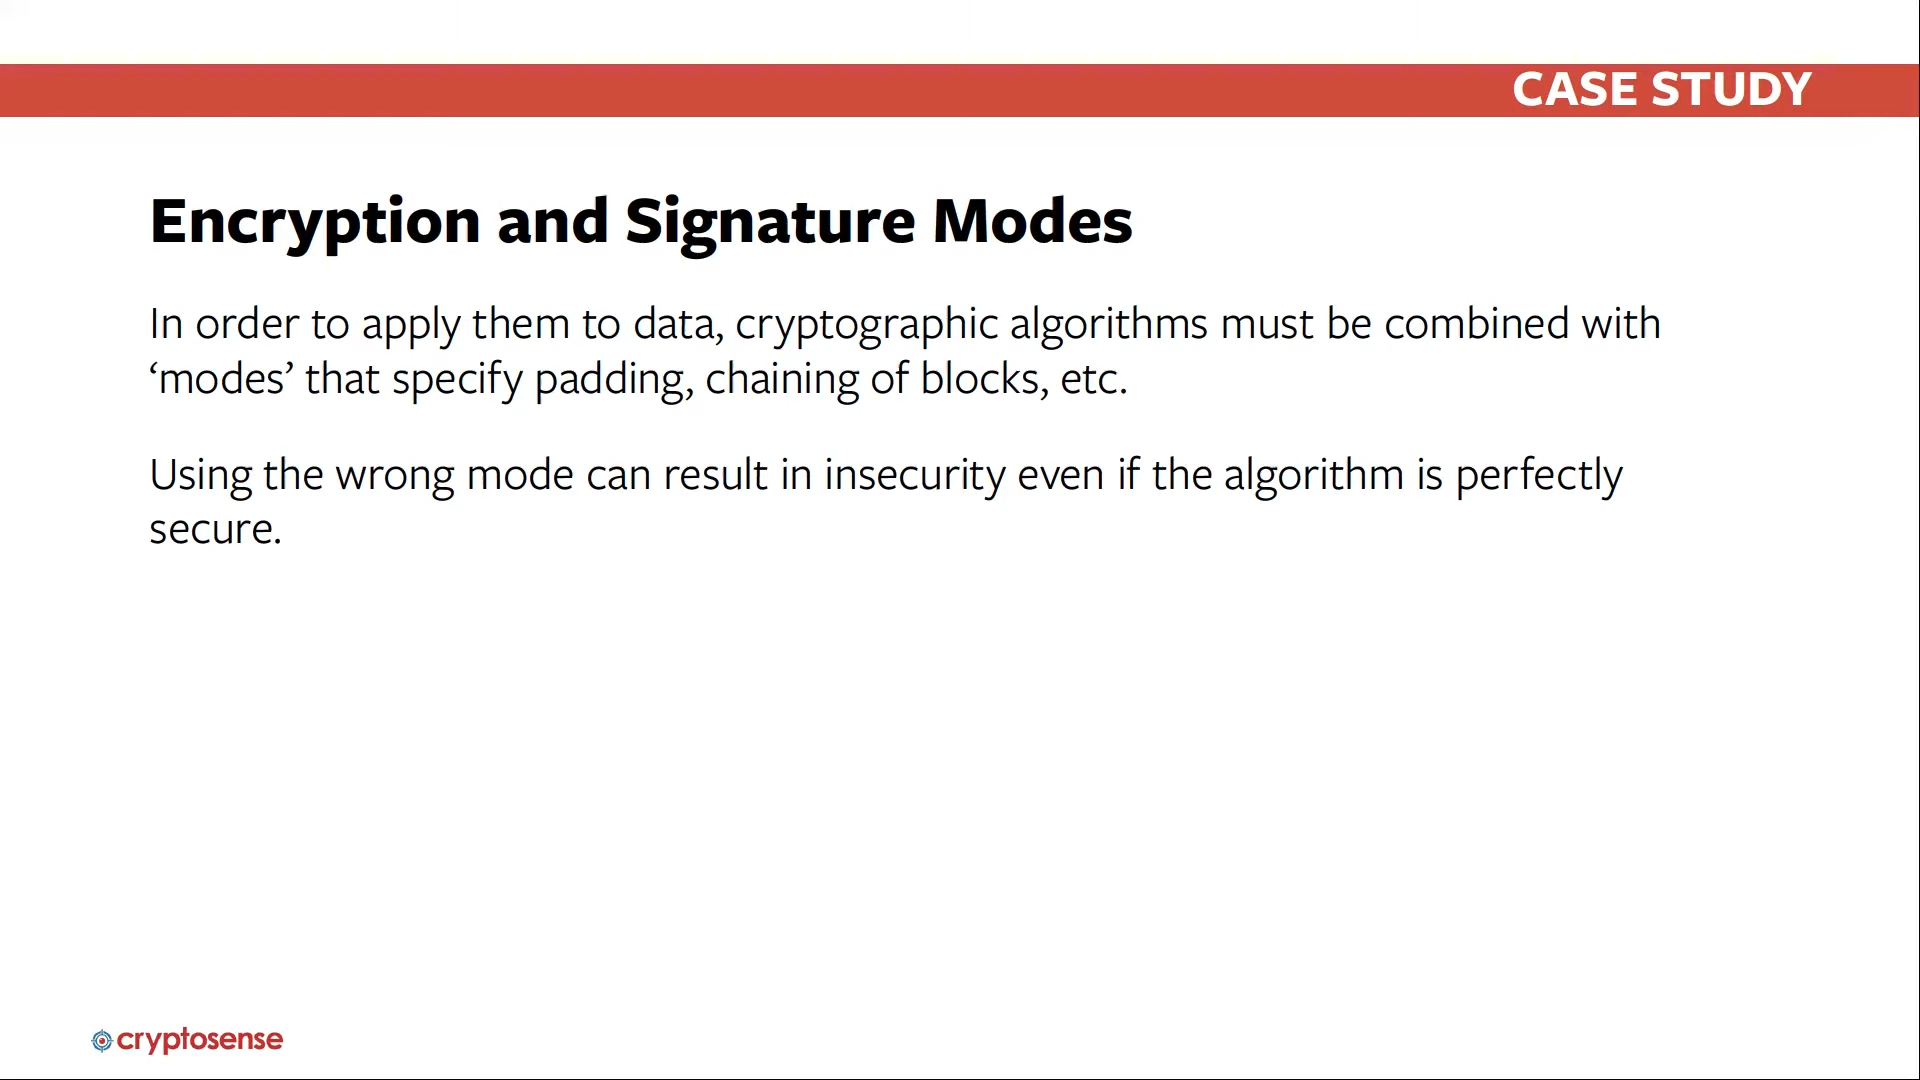 CASE STUDY
Encryption and Signature Modes
In order to apply them to data, cryptographic algorithms must be combined with
‘modes’ that specify padding, chaining of blocks, etc.
Using the wrong mode can result in insecurity even if the algorithm is perfectly
secure.
cryptosense